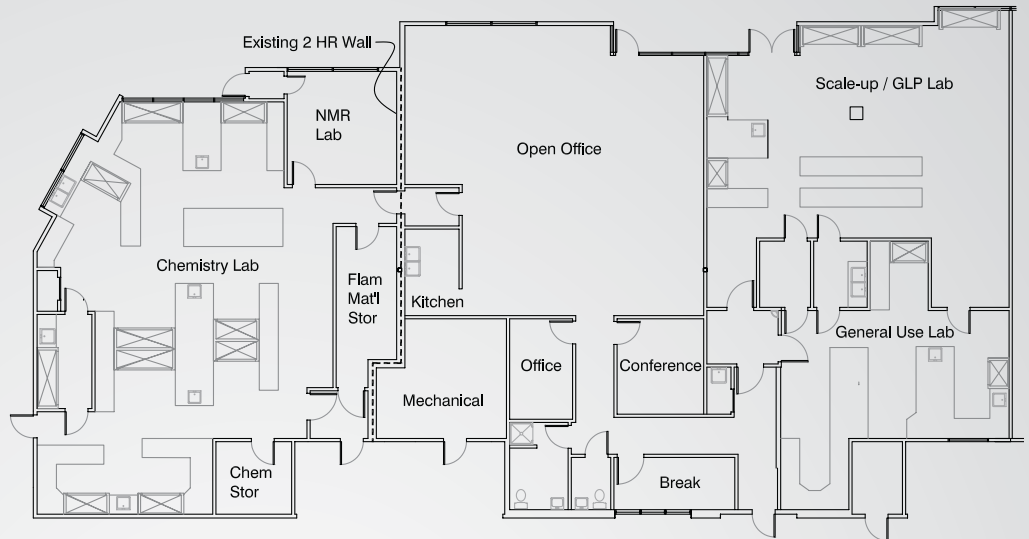 Existing 2 HR Wall
Scale-up / GLP Lab
NMR
Lab
Open Office
Chemistry Lab
Flam
Mat'l
Stor
Kitchen
General Use Lab
Office
Conference
Mechanical
Chem
Stor
Break